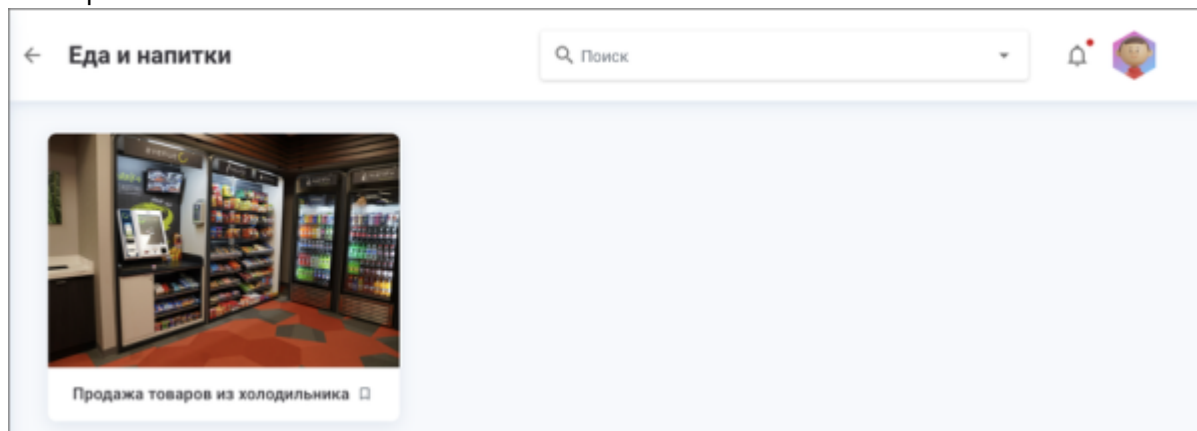 Еда и напитки
Поиск
Продажа товаров из холодильника